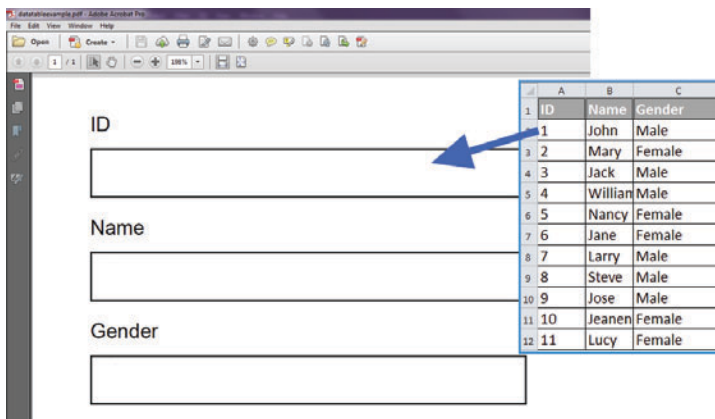 datatableexample.pdf - Adobe Acrobat Pro
File Edit View Window Help
Open Create
1 / 1 198%
ID
Name
Gender
A B C
1 ID Name Gender
1 John Male
3 2 Mary Female
4 3 Jack Male
5 4 William Male
6 5 Nancy Female
7 6 Jane Female
8 7 Larry Male
9 8 Steve Male
10 9 Jose Male
11 10 Jeanen Female
12 11 Lucy Female